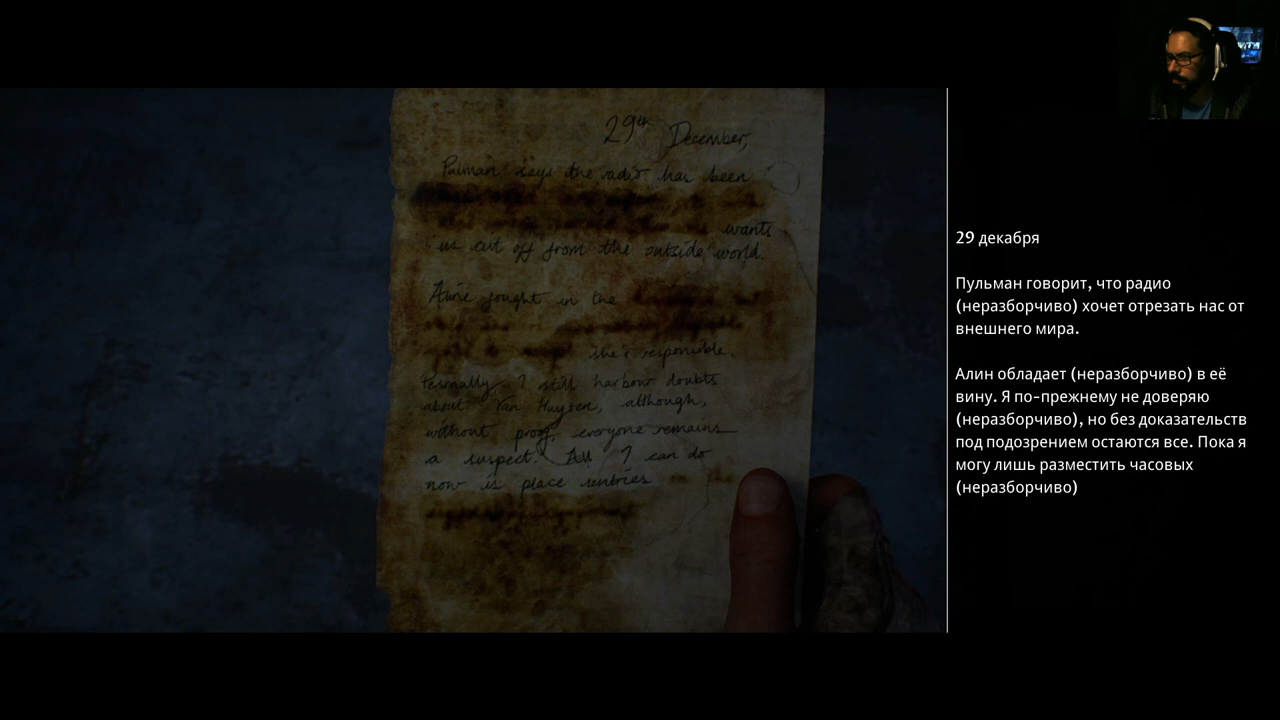 29th December,
Pulman says the radio has been
wants
us cut off from the outside world.
fought in the
she's responsible.
Personally I still harbour doubts
about Van Huysen, although,
without proof, everyone remains
a suspect. All I can do
now is place sentries
29 декабря
Пульман говорит, что радио
(неразборчиво) хочет отрезать нас от
внешнего мира.
Алин обладает (неразборчиво) в её
вину. Я по-прежнему не доверяю
(неразборчиво), но без доказательств
под подозрением остаются все. Пока я
могу лишь разместить часовых
(неразборчиво)